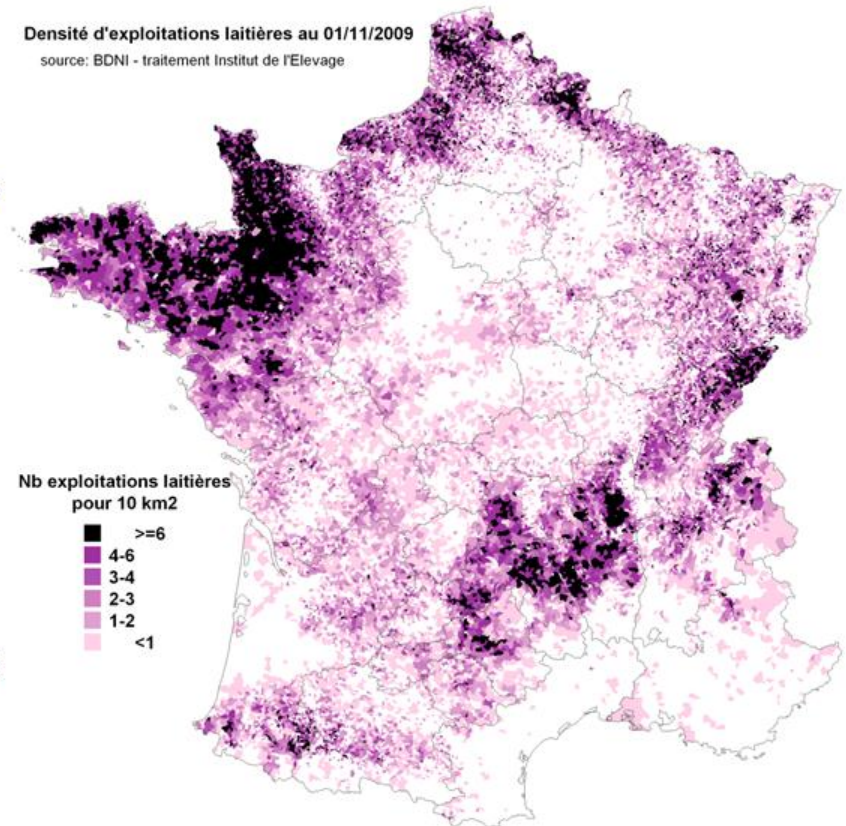 Densité d'exploitations laitières au 01/11/2009
source: BDNI - traitement Institut de l'Elevage
Nb exploitations laitières
pour 10 km2
>=6
4-6
3-4
2-3
1-2
<1